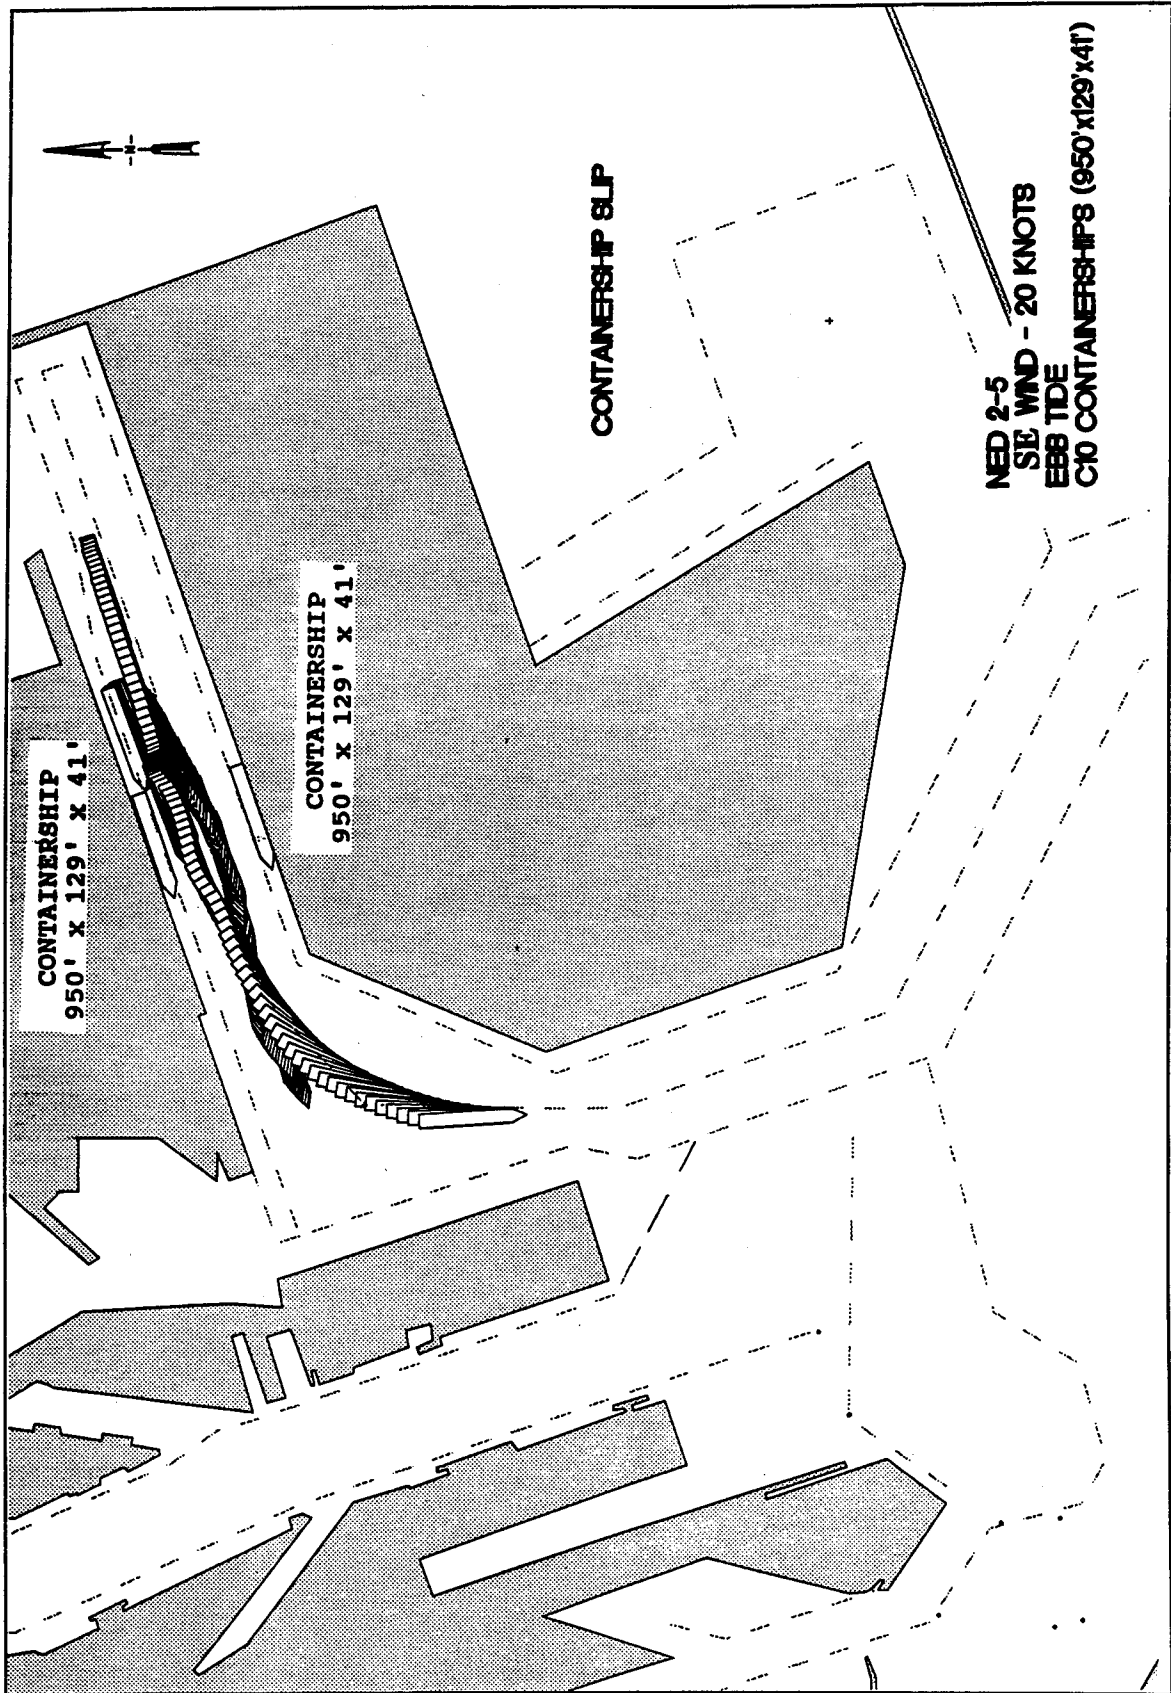 CONTAINERSHIP
950' x 129' x 41'
CONTAINERSHIP
950' x 129' x 41'
CONTAINERSHIP SLIP
NED 2-5
SE WIND - 20 KNOTS
EBB TIDE
C10 CONTAINERSHIPS (950'x129'x41')
N